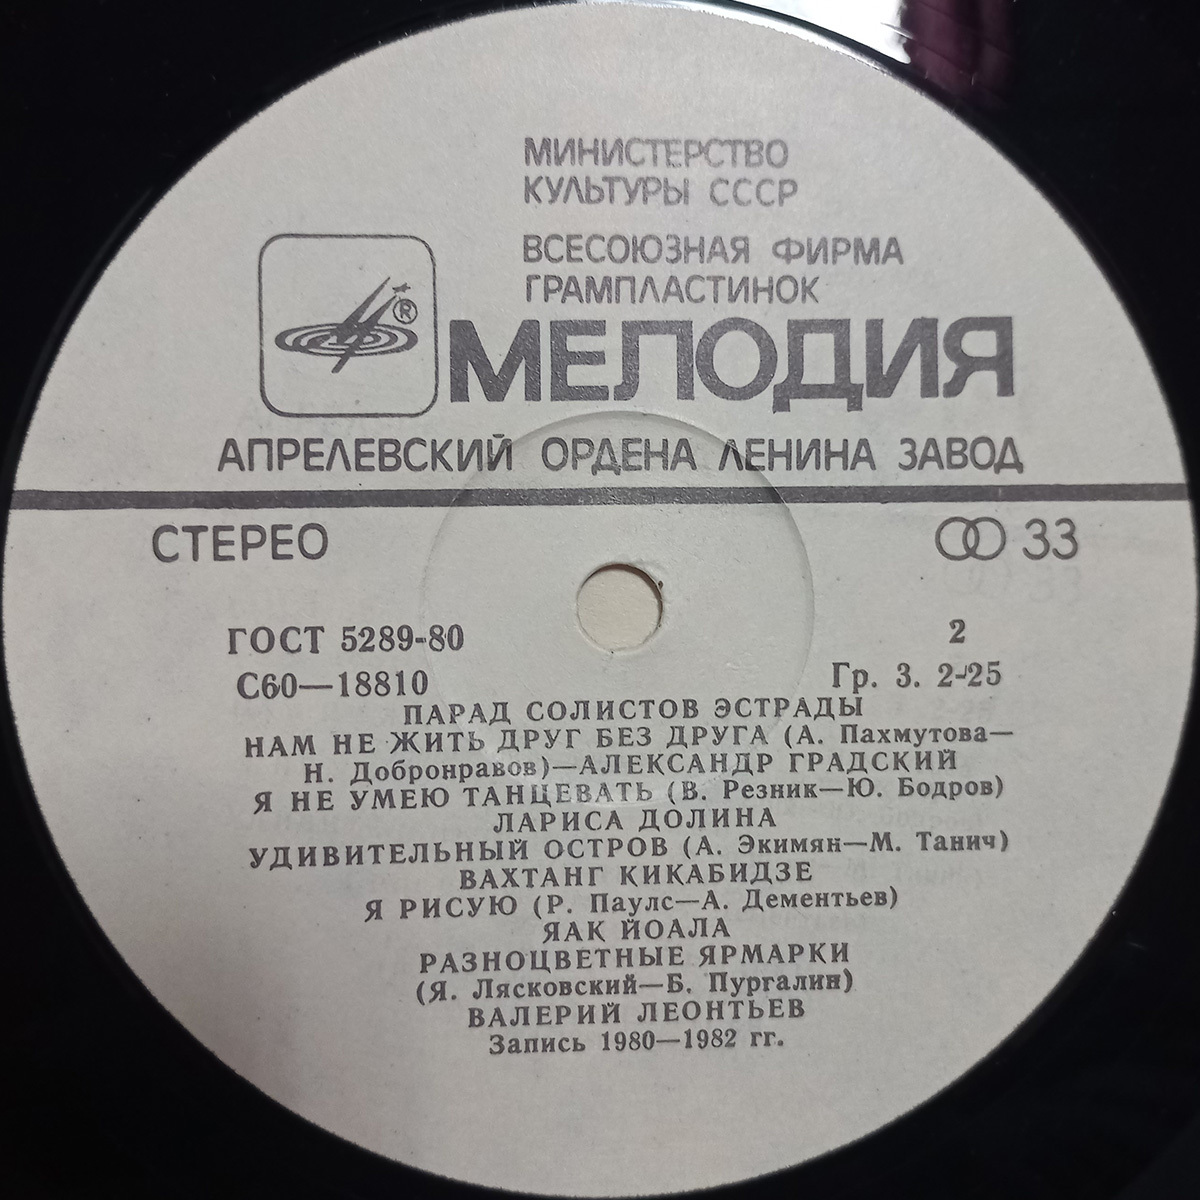 МИНИСТЕРСТВО
КУЛЬТУРЫ СССР
ВСЕСОЮЗНАЯ ФИРМА
ГРАМПЛАСТИНОК
®
МЕЛОДИЯ
АПРЕЛЕВСКИЙ ОРДЕНА ЛЕНИНА ЗАВОД
СТЕРЕО 33
ГОСТ 5289-80 2
С60—18810 Гр. 3. 2-25
ПАРАД СОЛИСТОВ ЭСТРАДЫ
НАМ НЕ ЖИТЬ ДРУГ БЕЗ ДРУГА (А. Пахмутова—
Н. Добронравов)—АЛЕКСАНДР ГРАДСКИЙ
Я НЕ УМЕЮ ТАНЦЕВАТЬ (В. Резник—Ю. Бодров)
ЛАРИСА ДОЛИНА
УДИВИТЕЛЬНЫЙ ОСТРОВ (А. Экимян—М. Танич)
ВАХТАНГ КИКАБИДЗЕ
Я РИСУЮ (Р. Паулс—А. Дементьев)
ЯАК ЙОАЛА
РАЗНОЦВЕТНЫЕ ЯРМАРКИ
(Я. Лясковский—Б. Пургалин)
ВАЛЕРИЙ ЛЕОНТЬЕВ
Запись 1980—1982 гг.